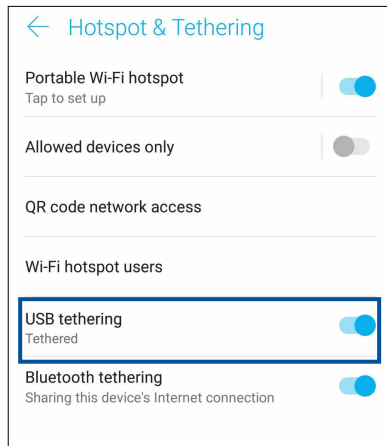 Hotspot & Tethering
Portable Wi-Fi hotspot
Tap to set up
Allowed devices only
QR code network access
Wi-Fi hotspot users
USB tethering
Tethered
Bluetooth tethering
Sharing this device's Internet connection